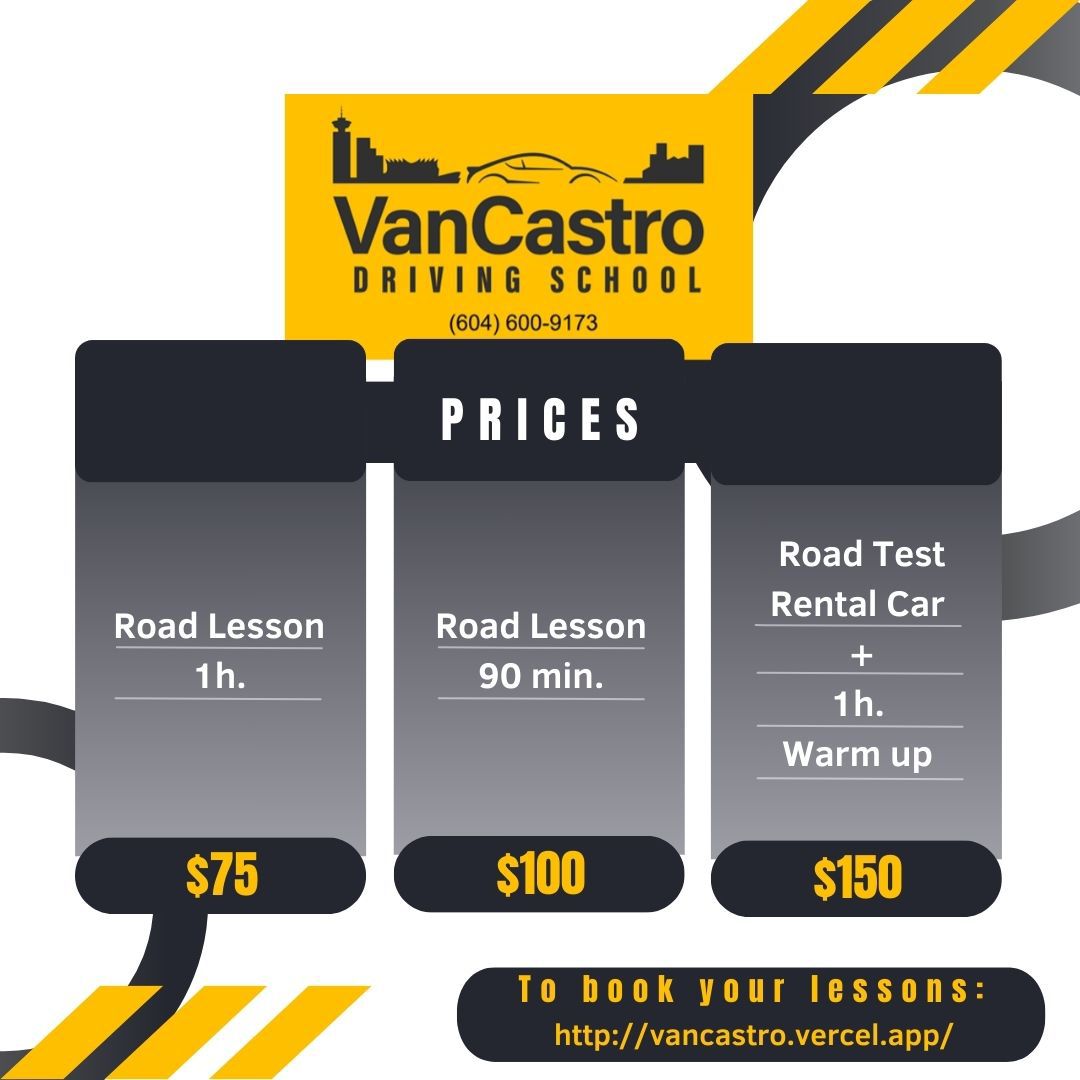 VanCastro
DRIVING SCHOOL
(604) 600-9173
PRICES
Road Lesson
1h.
$75
Road Lesson
90 min.
$100
Road Test
Rental Car
+
1h.
Warm up
$150
To book your lessons:
http://vancastro.vercel.app/